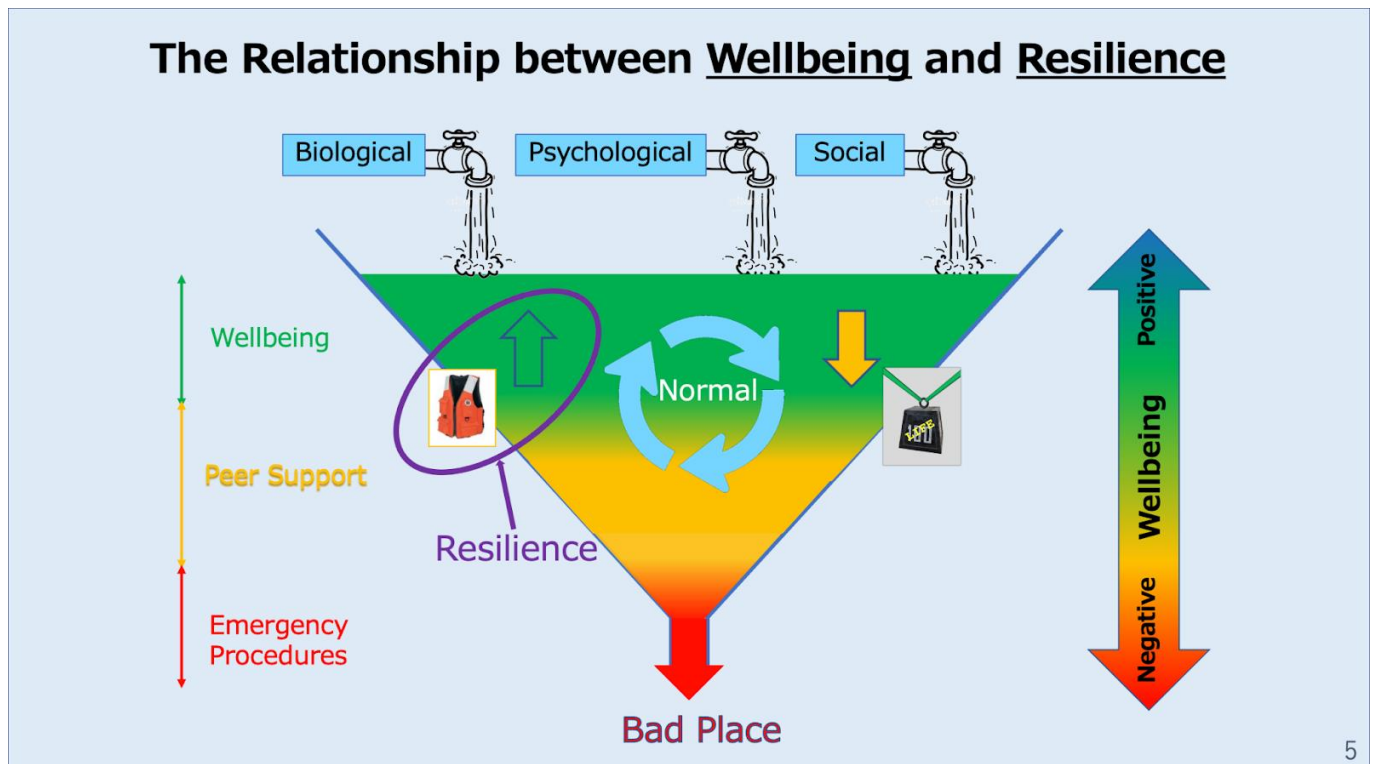 The Relationship between Wellbeing and Resilience
Biological
Psychological
Social
Wellbeing
Peer Support
Emergency
Procedures
Normal
LIFE
Resilience
Bad Place
Positive
Wellbeing
Negative
5